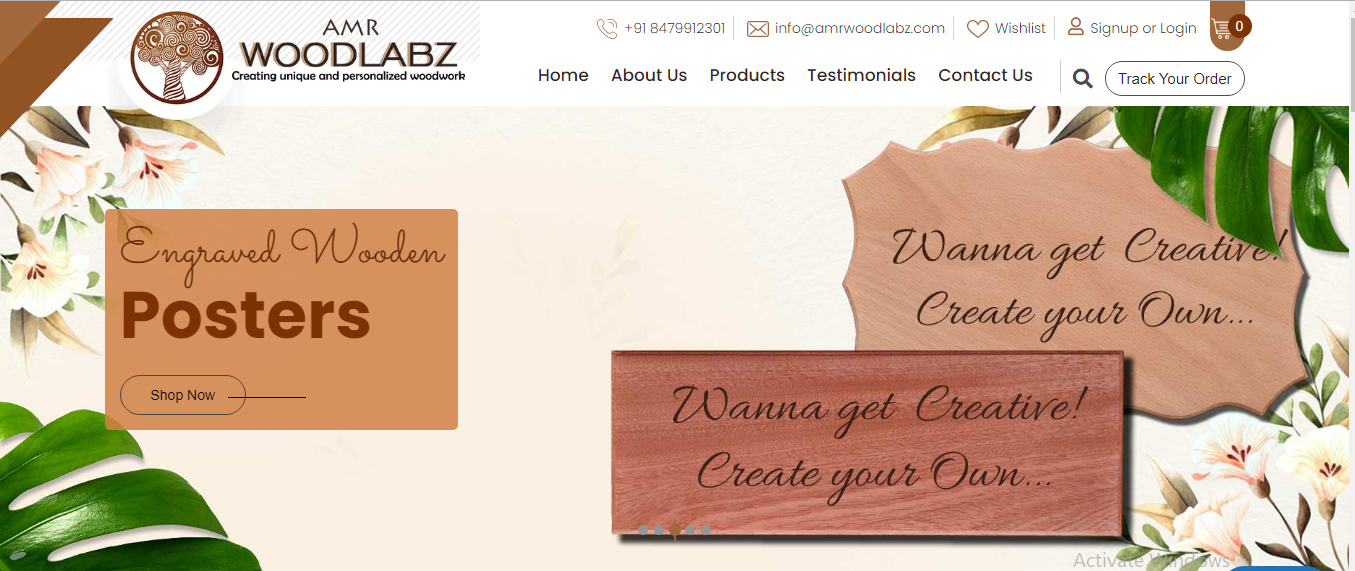 AMR
WOODLABZ
Creating unique and personalized woodwork
+91 8479912301
info@amrwoodlabz.com
Wishlist
Signup or Login
0
Home
About Us
Products
Testimonials
Contact Us
Track Your Order
Engraved Wooden
Posters
Shop Now
Wanna get Creative!
Create your Own...
Wanna get Creative!
Create your Own...
Activate Windows